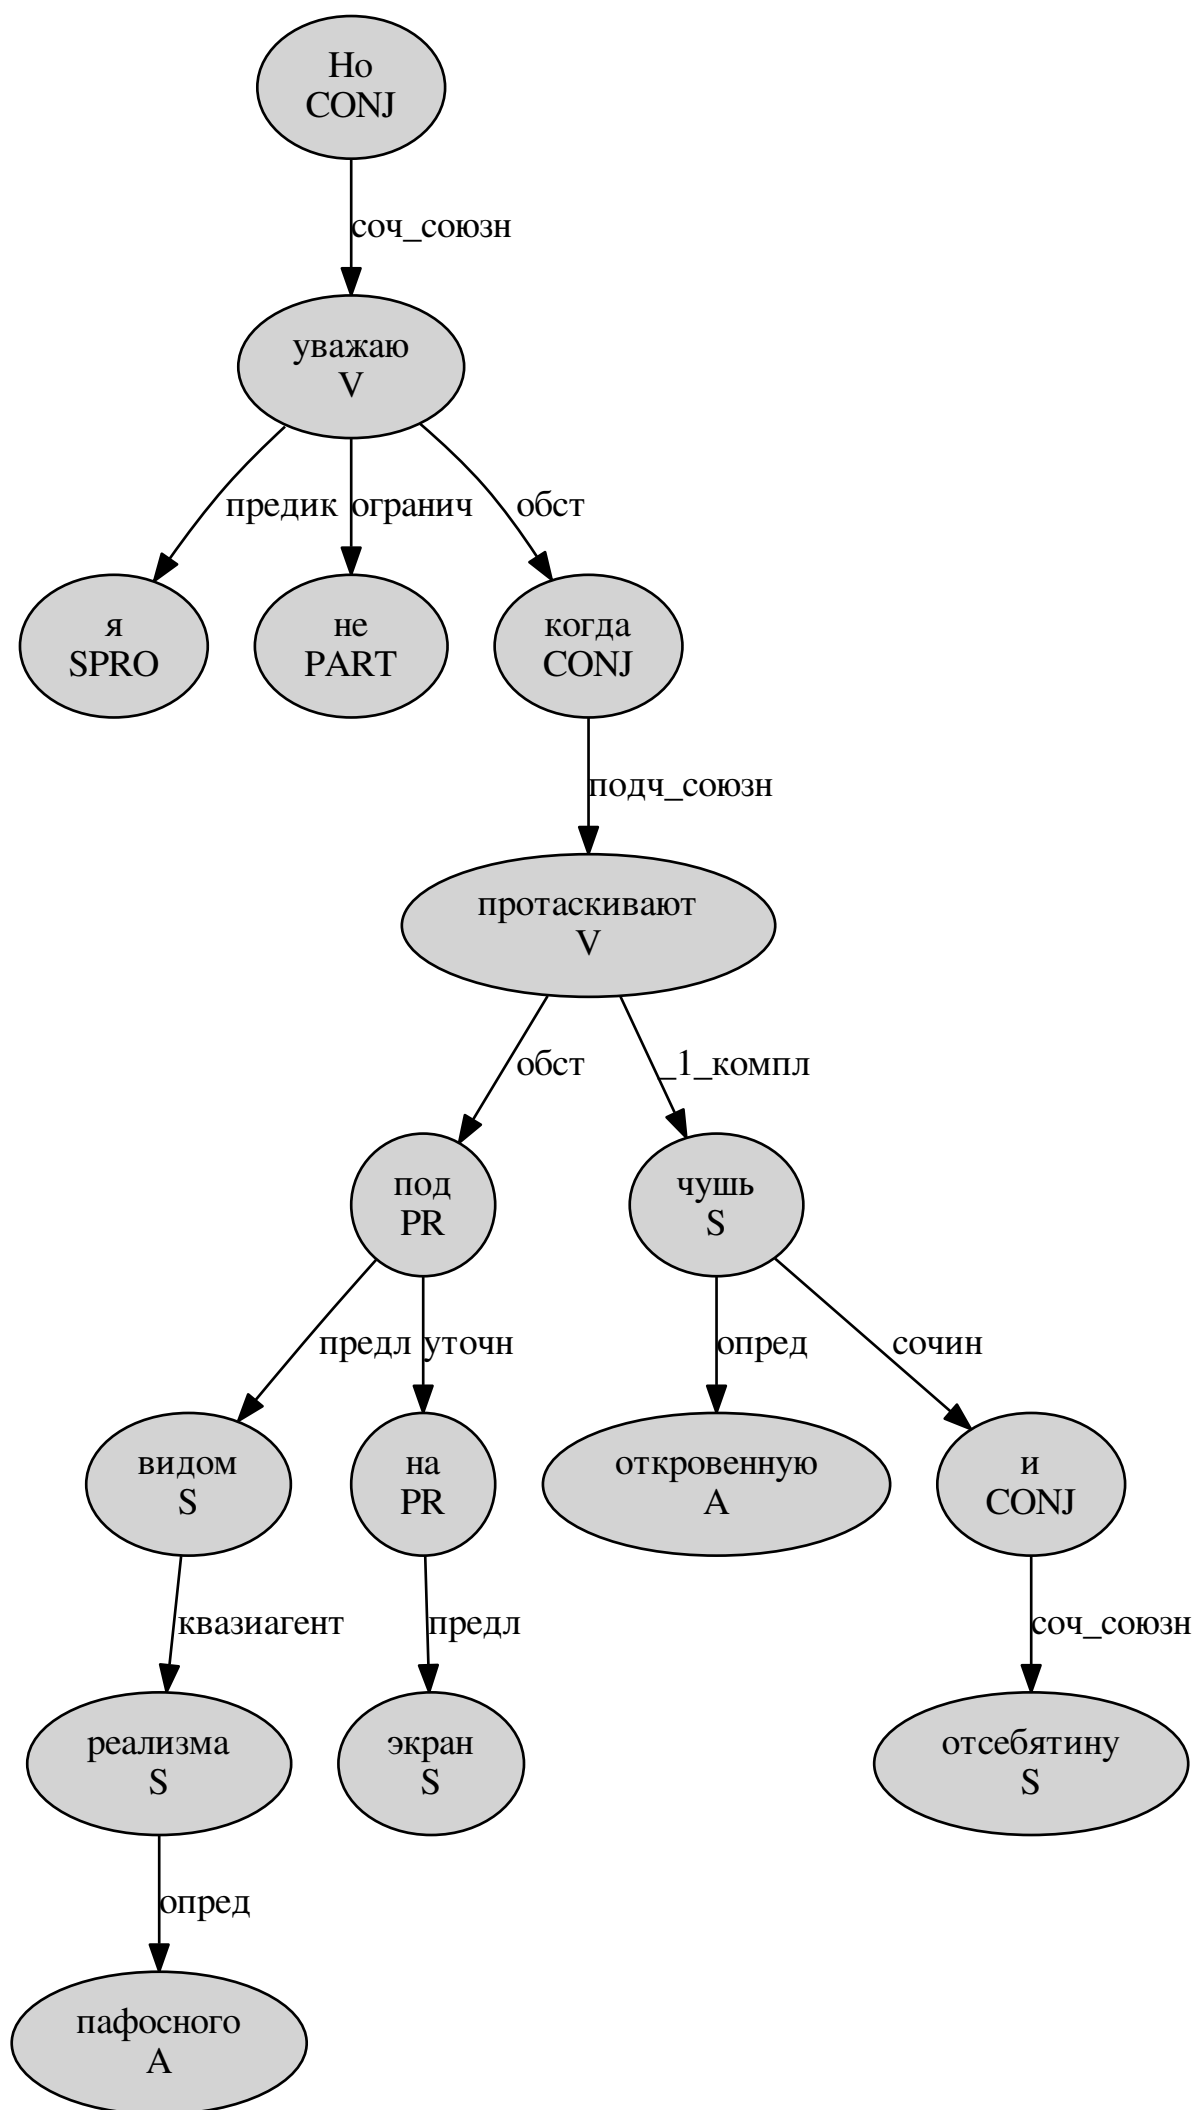 Но
CONJ
соч_союзн
уважаю
V
предик
огранич
обст
я
SPRO
не
PART
когда
CONJ
подч_союзн
протаскивают
V
обст
_1_компл
под
PR
чушь
S
предл
уточн
опред
сочин
видом
S
на
PR
откровенную
A
и
CONJ
квазиагент
предл
соч_союзн
реализма
S
экран
S
отсебятину
S
опред
пафосного
A